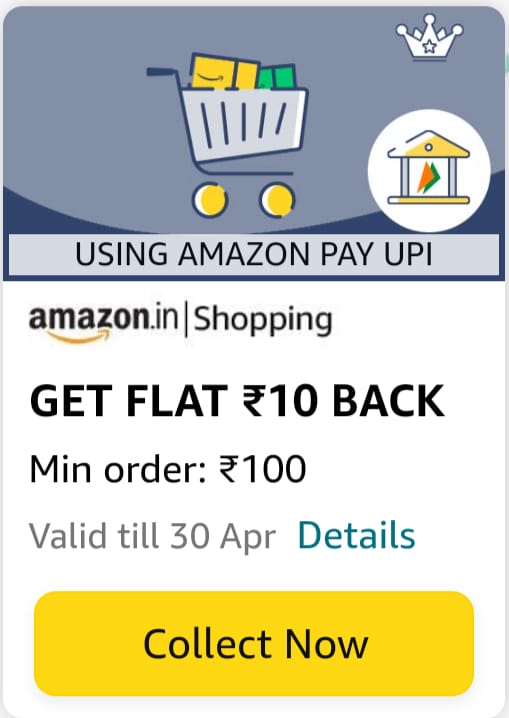 USING AMAZON PAY UPI
amazon.in|Shopping
GET FLAT ₹10 BACK
Min order: ₹100
Valid till 30 Apr Details
Collect Now